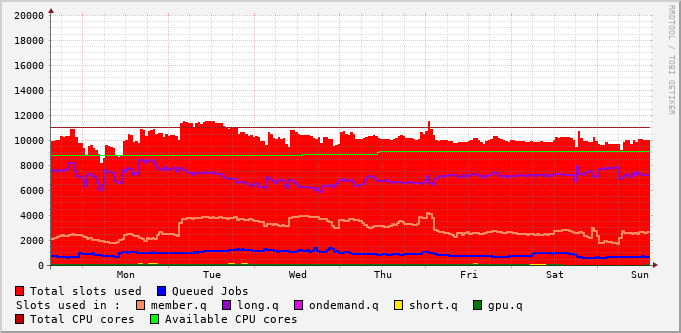 RRDTOOL / TOBI OETIKER
20000
18000
16000
14000
12000
10000
8000
6000
4000
2000
0
Mon Tue Wed Thu Fri Sat Sun
Total slots used Queued Jobs
Slots used in : member.q long.q ondemand.q short.q gpu.q
Total CPU cores Available CPU cores